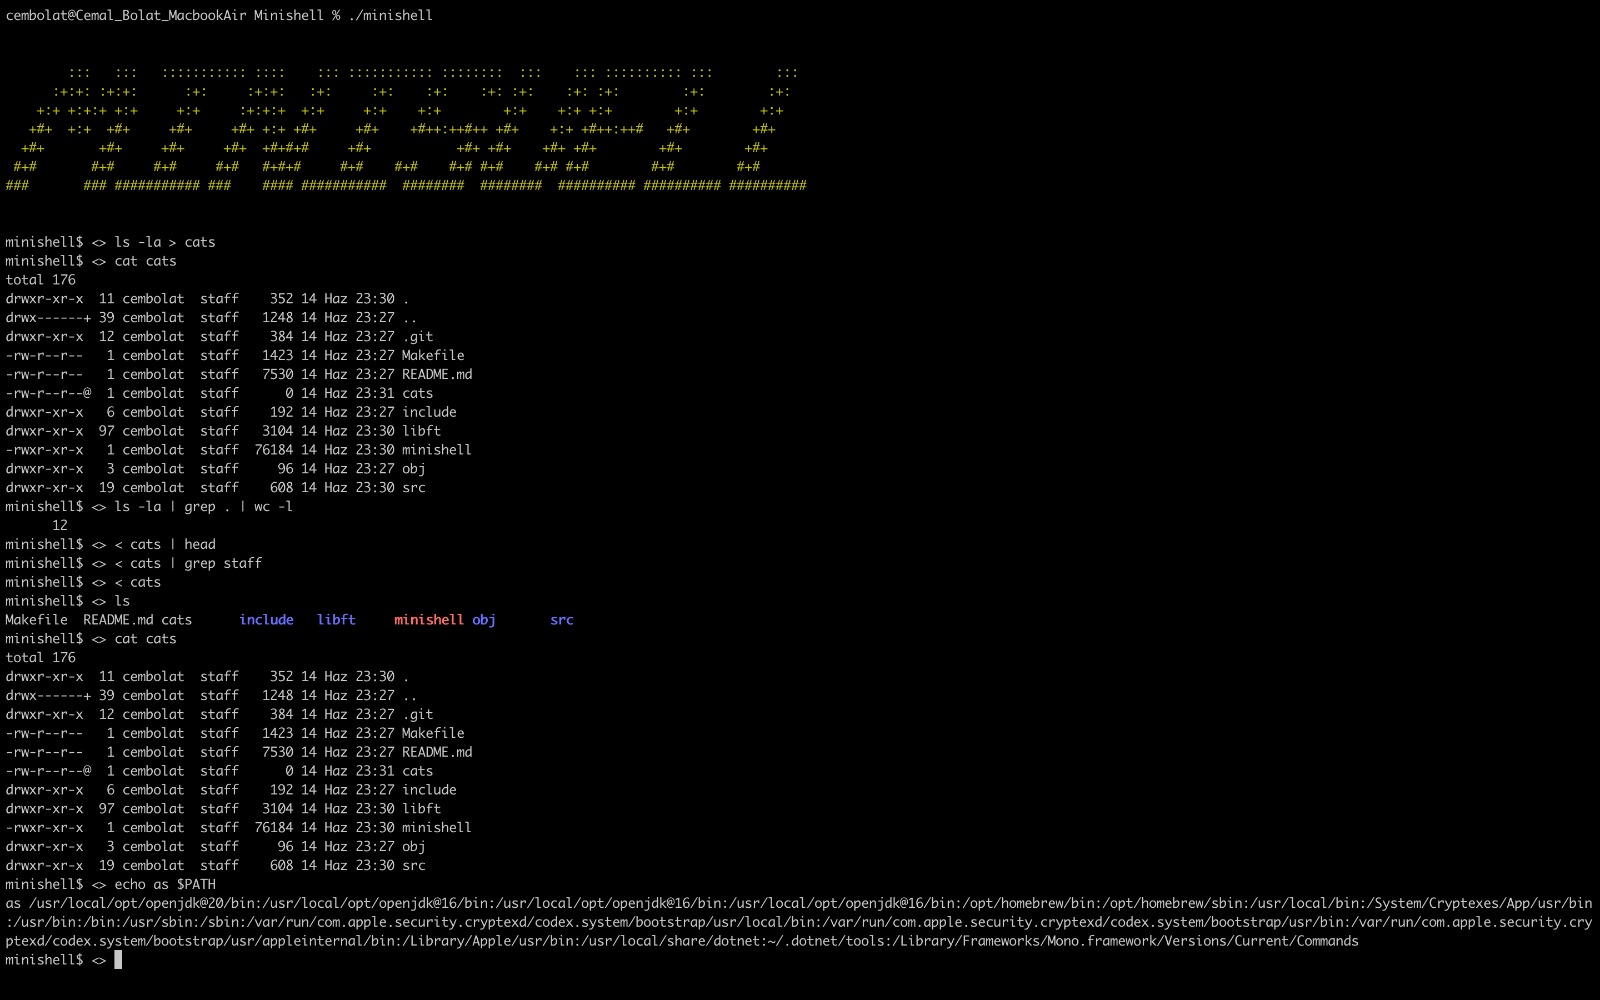 cembolat@Cemal_Bolat_MacbookAir Minishell % ./minishell
        :::   :::   ::::::::::: ::::    ::: ::::::::::: ::::::::  :::    ::: :::::::::: :::        :::
      :+:+: :+:+:      :+:     :+:+:   :+:     :+:    :+:    :+: :+:    :+: :+:        :+:        :+:
    +:+ +:+:+ +:+     +:+     :+:+:+  +:+     +:+    +:+        +:+    +:+ +:+        +:+        +:+
   +#+  +:+  +#+     +#+     +#+ +:+ +#+     +#+    +#++:++#++ +#+    +:+ +#++:++#   +#+        +#+
  +#+       +#+     +#+     +#+  +#+#+#     +#+           +#+ +#+    +#+ +#+        +#+        +#+
 #+#       #+#     #+#     #+#   #+#+#     #+#    #+#    #+# #+#    #+# #+#        #+#        #+#
###       ### ########### ###    #### ###########  ########  ########  ########## ########## ##########
minishell$ <> ls -la > cats
minishell$ <> cat cats
total 176
drwxr-xr-x  11 cembolat  staff    352 14 Haz 23:30 .
drwx------+ 39 cembolat  staff   1248 14 Haz 23:27 ..
drwxr-xr-x  12 cembolat  staff    384 14 Haz 23:27 .git
-rw-r--r--   1 cembolat  staff   1423 14 Haz 23:27 Makefile
-rw-r--r--   1 cembolat  staff   7530 14 Haz 23:27 README.md
-rw-r--r--@  1 cembolat  staff      0 14 Haz 23:31 cats
drwxr-xr-x   6 cembolat  staff    192 14 Haz 23:27 include
drwxr-xr-x  97 cembolat  staff   3104 14 Haz 23:30 libft
-rwxr-xr-x   1 cembolat  staff  76184 14 Haz 23:30 minishell
drwxr-xr-x   3 cembolat  staff     96 14 Haz 23:27 obj
drwxr-xr-x  19 cembolat  staff    608 14 Haz 23:30 src
minishell$ <> ls -la | grep . | wc -l
      12
minishell$ <> < cats | head
minishell$ <> < cats | grep staff
minishell$ <> < cats
minishell$ <> ls
Makefile  README.md cats      include   libft     minishell obj       src
minishell$ <> cat cats
total 176
drwxr-xr-x  11 cembolat  staff    352 14 Haz 23:30 .
drwx------+ 39 cembolat  staff   1248 14 Haz 23:27 ..
drwxr-xr-x  12 cembolat  staff    384 14 Haz 23:27 .git
-rw-r--r--   1 cembolat  staff   1423 14 Haz 23:27 Makefile
-rw-r--r--   1 cembolat  staff   7530 14 Haz 23:27 README.md
-rw-r--r--@  1 cembolat  staff      0 14 Haz 23:31 cats
drwxr-xr-x   6 cembolat  staff    192 14 Haz 23:27 include
drwxr-xr-x  97 cembolat  staff   3104 14 Haz 23:30 libft
-rwxr-xr-x   1 cembolat  staff  76184 14 Haz 23:30 minishell
drwxr-xr-x   3 cembolat  staff     96 14 Haz 23:27 obj
drwxr-xr-x  19 cembolat  staff    608 14 Haz 23:30 src
minishell$ <> echo as $PATH
as /usr/local/opt/openjdk@20/bin:/usr/local/opt/openjdk@16/bin:/usr/local/opt/openjdk@16/bin:/usr/local/opt/openjdk@16/bin:/opt/homebrew/bin:/opt/homebrew/sbin:/usr/local/bin:/System/Cryptexes/App/usr/bin
:/usr/bin:/bin:/usr/sbin:/sbin:/var/run/com.apple.security.cryptexd/codex.system/bootstrap/usr/local/bin:/var/run/com.apple.security.cryptexd/codex.system/bootstrap/usr/bin:/var/run/com.apple.security.cry
ptexd/codex.system/bootstrap/usr/appleinternal/bin:/Library/Apple/usr/bin:/usr/local/share/dotnet:~/.dotnet/tools:/Library/Frameworks/Mono.framework/Versions/Current/Commands
minishell$ <>